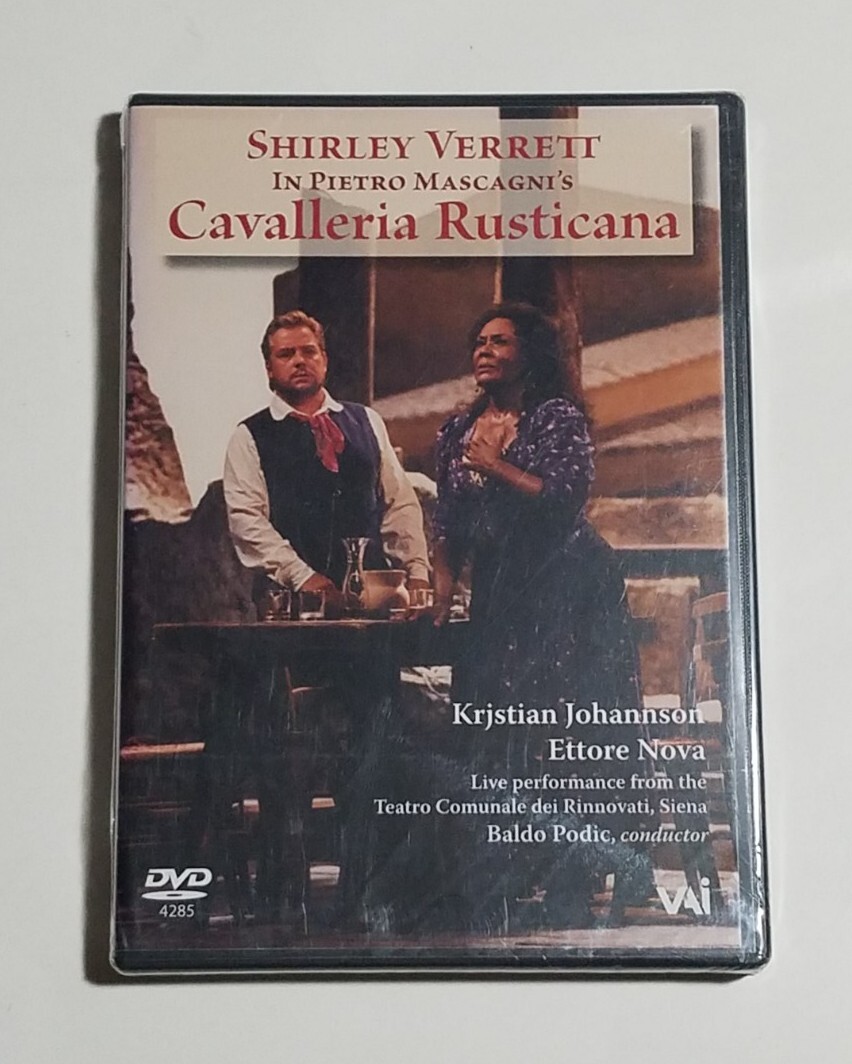 SHIRLEY VERRETT
IN PIETRO MASCAGNI'S
Cavalleria Rusticana
Krjstian Johannson
Ettore Nova
Live performance from the
Teatro Comunale dei Rinnovati, Siena
Baldo Podic, conductor
DVD
4285
VAI